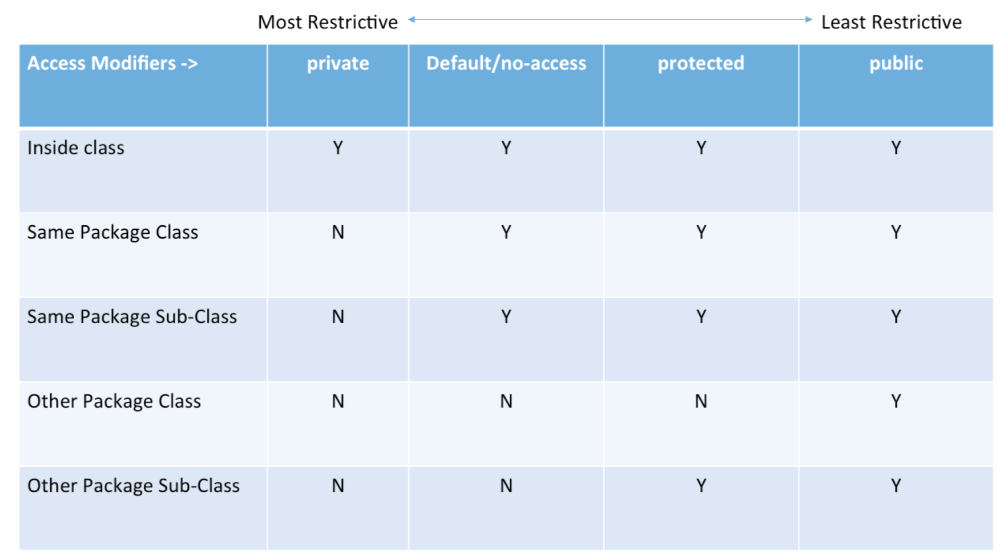 Most Restrictive Least Restrictive
Access Modifiers -> private Default/no-access protected public
Inside class Y Y Y Y
Same Package Class N Y Y Y
Same Package Sub-Class N Y Y Y
Other Package Class N N N Y
Other Package Sub-Class N N Y Y